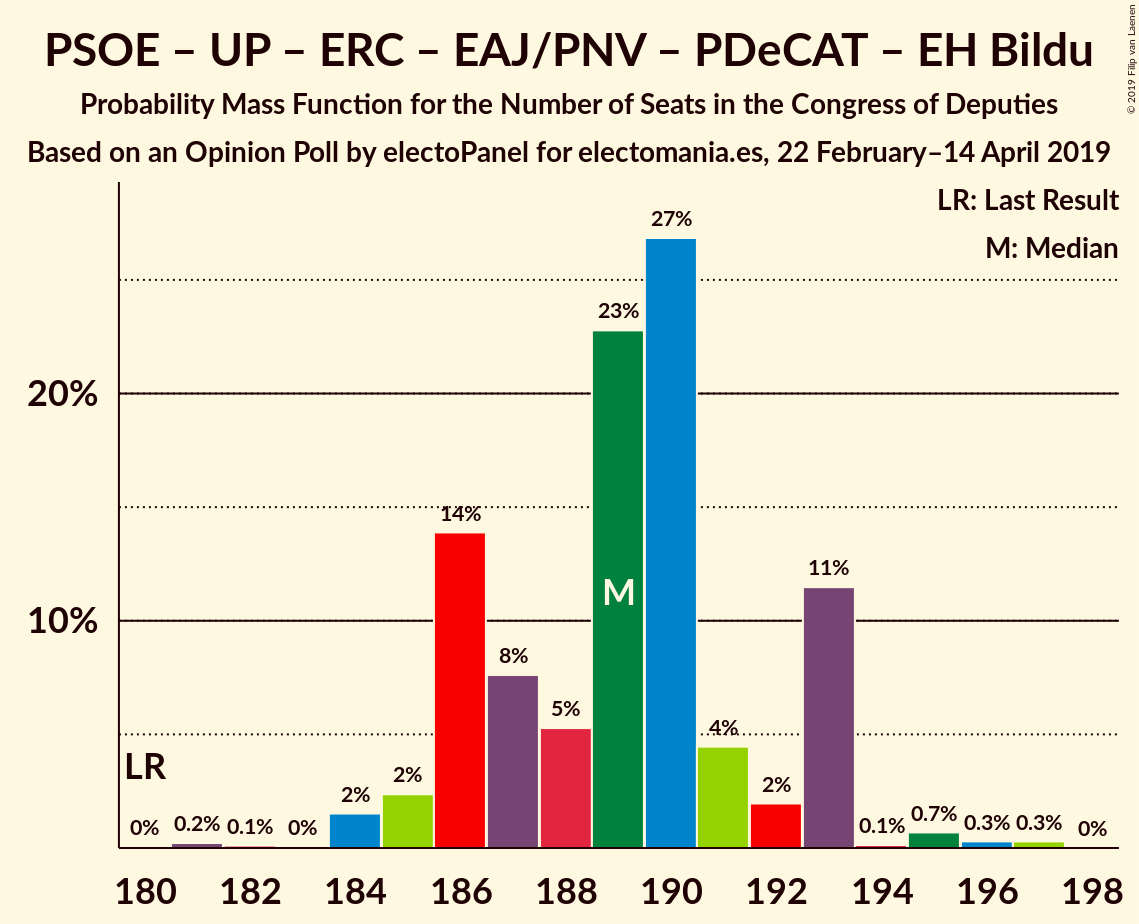 PSOE – UP – ERC – EAJ/PNV – PDeCAT – EH Bildu
Probability Mass Function for the Number of Seats in the Congress of Deputies
Based on an Opinion Poll by electoPanel for electomania.es, 22 February–14 April 2019
© 2019 Filip van Laenen
LR: Last Result
M: Median
27%
23%
20%
14%
11%
M
10%
8%
5%
4%
LR
2%
2%
2%
0%
0.2%
0.1%
0%
0.1%
0.7%
0.3%
0.3%
0%
180 182 184 186 188 190 192 194 196 198